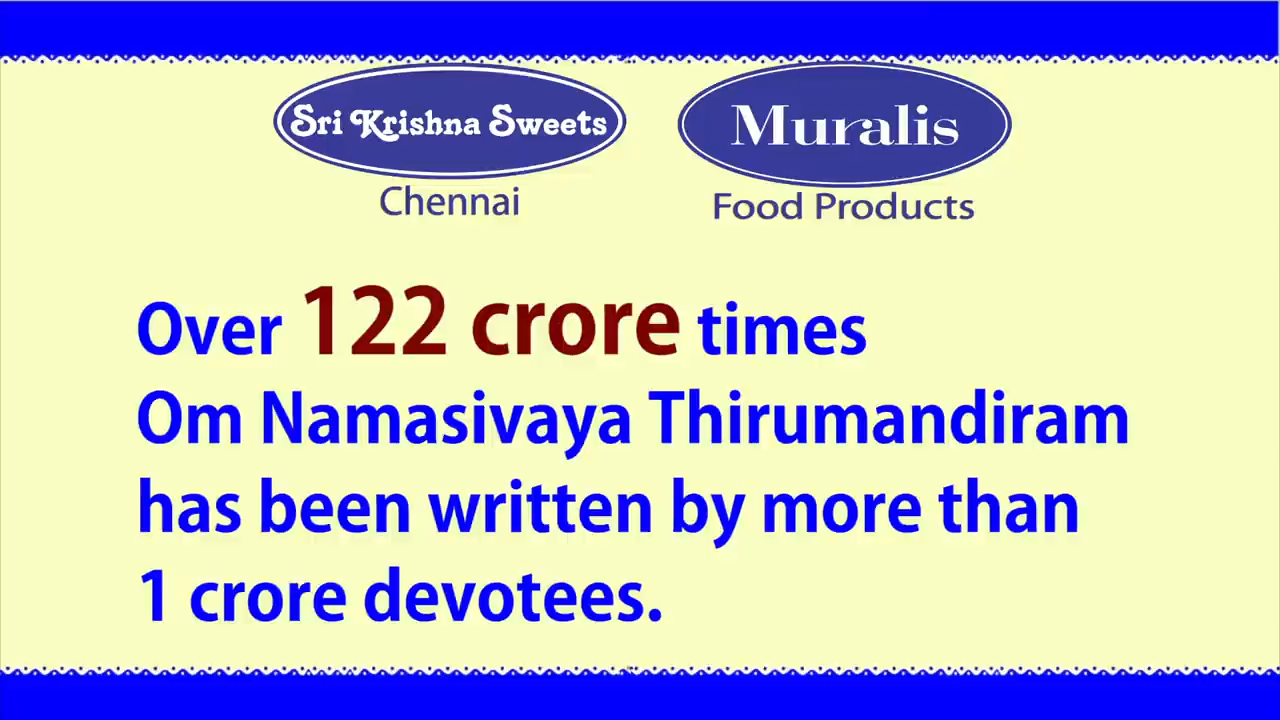 Sri Krishna Sweets
Chennai
Muralis
Food Products
Over 122 crore times
Om Namasivaya Thirumandiram
has been written by more than
1 crore devotees.